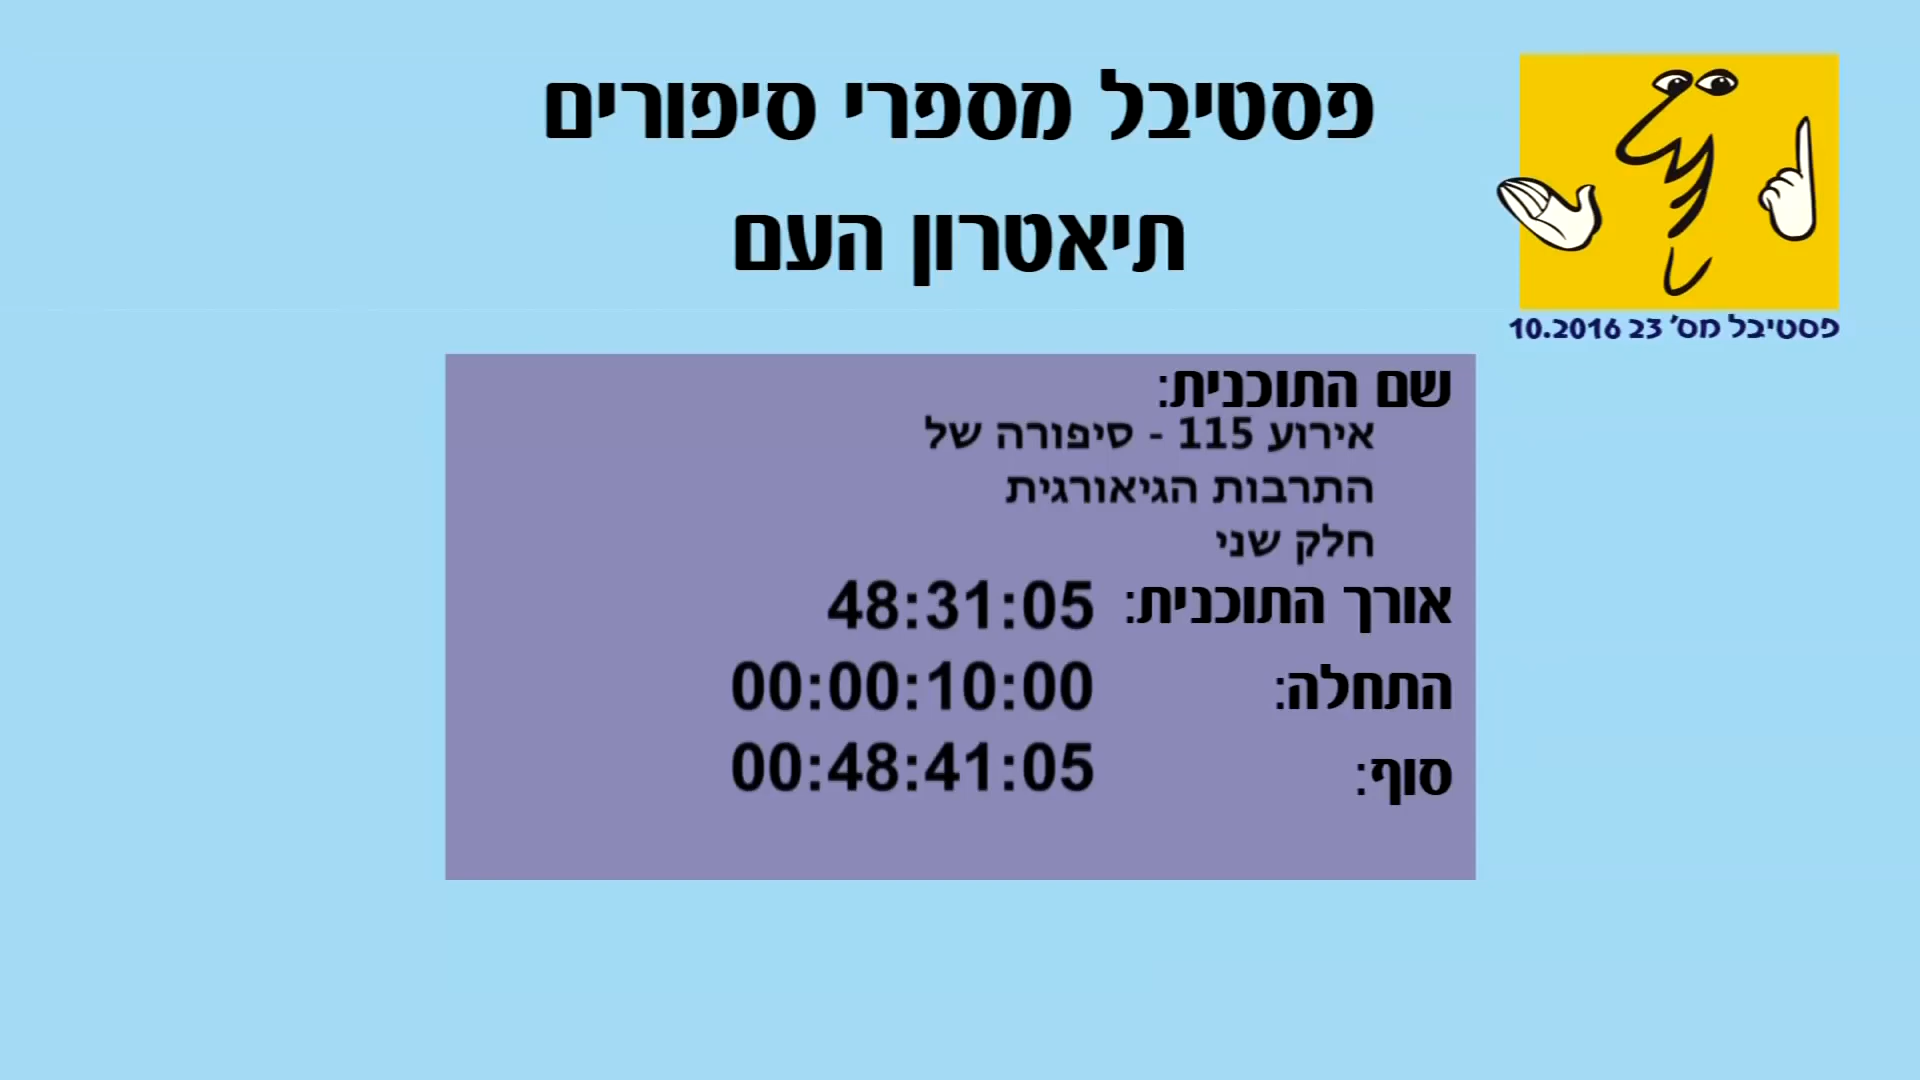 פסטיבל מספרי סיפורים
תיאטרון העם
פסטיבל מס' 23 10.2016
שם התוכנית:
אירוע 115 - סיפורה של
התרבות הגיאורגית
חלק שני
אורך התוכנית: 48:31:05
התחלה: 00:00:10:00
סוף: 00:48:41:05